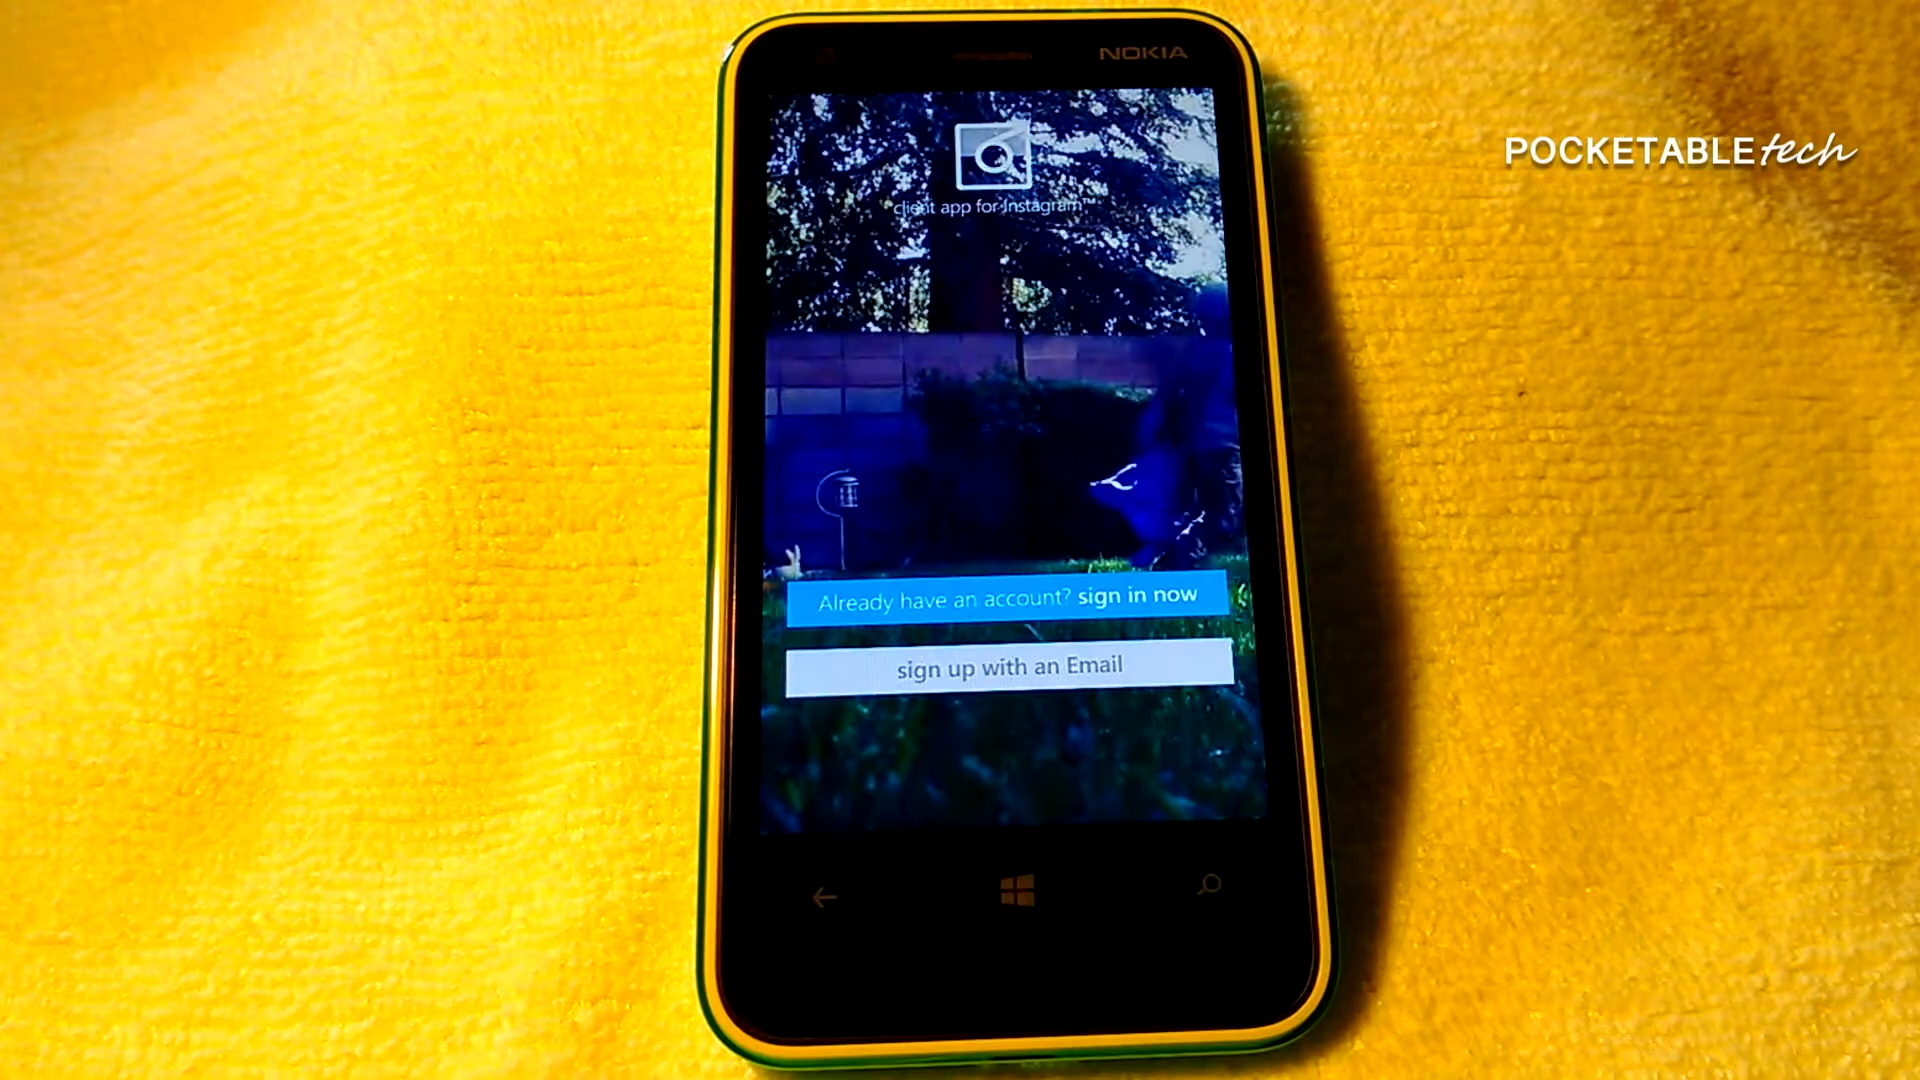 NOKIA
POCKETABLEtech
client app for Instagram™
Already have an account? sign in now
sign up with an Email